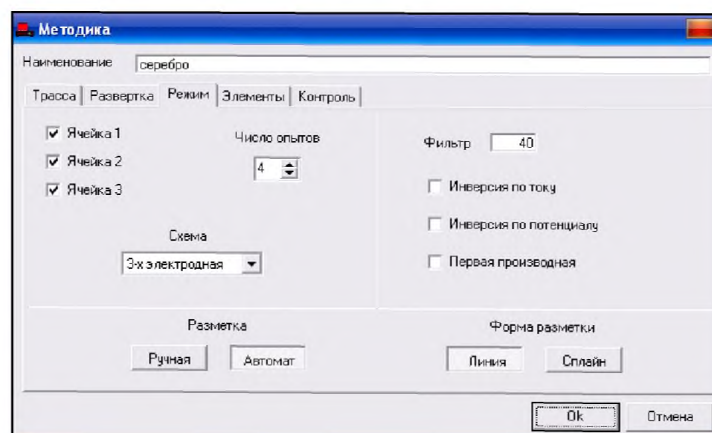 Методика
Наименование серебро
Трасса Развертка Режим Элементы Контроль
Ячейка 1
Ячейка 2
Ячейка 3
Число опытов
4
Схема
3-х электродная
Фильтр 40
Инверсия по току
Инверсия по потенциалу
Первая производная
Разметка
Ручная Автомат
Форма разметки
Линия Сплайн
Ok Отмена